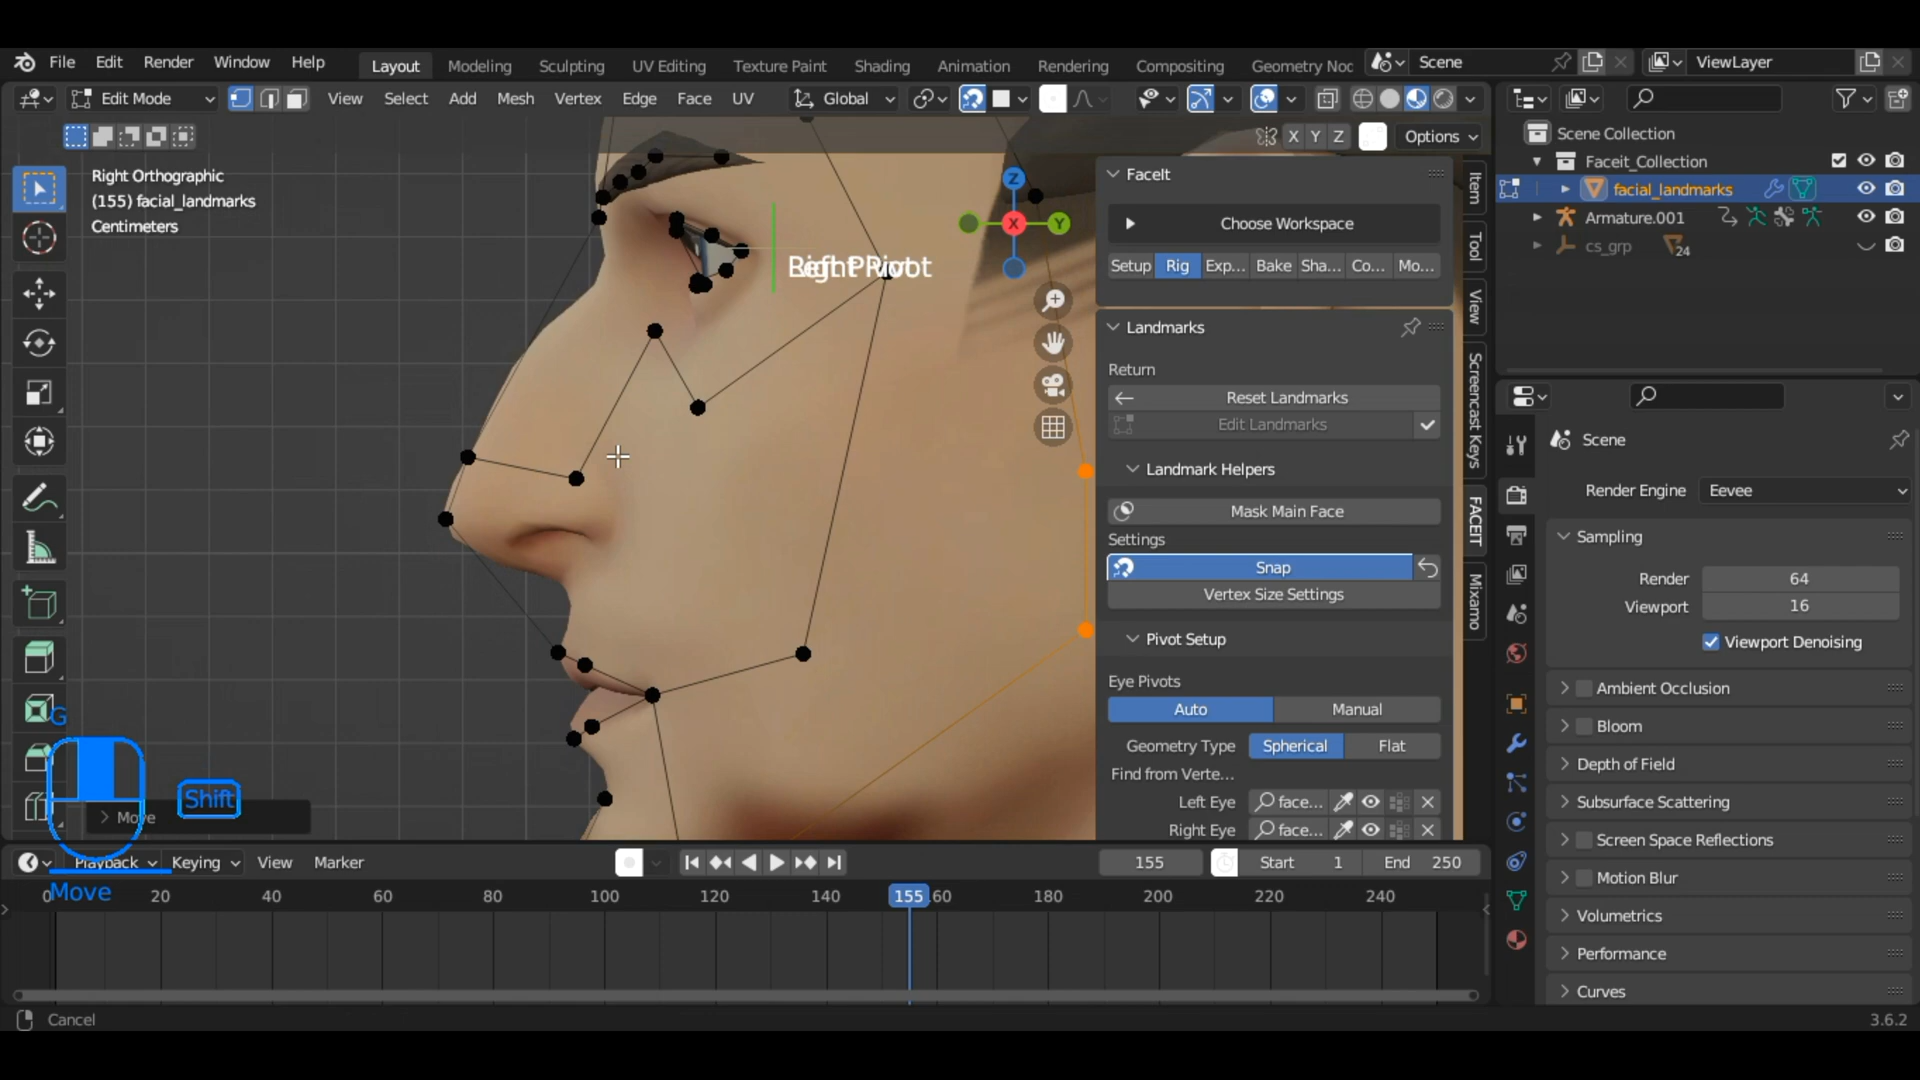 File Edit Render Window Help Layout Modeling Sculpting UV Editing Texture Paint Shading Animation Rendering Compositing Geometry Noc Scene ViewLayer
Edit Mode View Select Add Mesh Vertex Edge Face UV Global
X Y Z Options
Right Orthographic
(155) facial_landmarks
Centimeters
Right Pivot
Z
X
Y
FaceIt
Choose Workspace
Setup Rig Exp... Bake Sha... Co... Mo...
Landmarks
Return
Reset Landmarks
Edit Landmarks
Landmark Helpers
Mask Main Face
Settings
Snap
Vertex Size Settings
Pivot Setup
Eye Pivots
Auto Manual
Geometry Type Spherical Flat
Find from Verte...
Left Eye face...
Right Eye face...
Item
Tool
View
Screencast Keys
FACEIT
Mixamo
Scene Collection
Faceit_Collection
facial_landmarks
Armature.001
cs_grp 24
Scene
Render Engine Eevee
Sampling
Render 64
Viewport 16
Viewport Denoising
Ambient Occlusion
Bloom
Depth of Field
Subsurface Scattering
Screen Space Reflections
Motion Blur
Volumetrics
Performance
Curves
G
Shift
Move
Playback Keying View Marker 155 Start 1 End 250
Move
0 20 40 60 80 100 120 140 155 160 180 200 220 240
Cancel 3.6.2